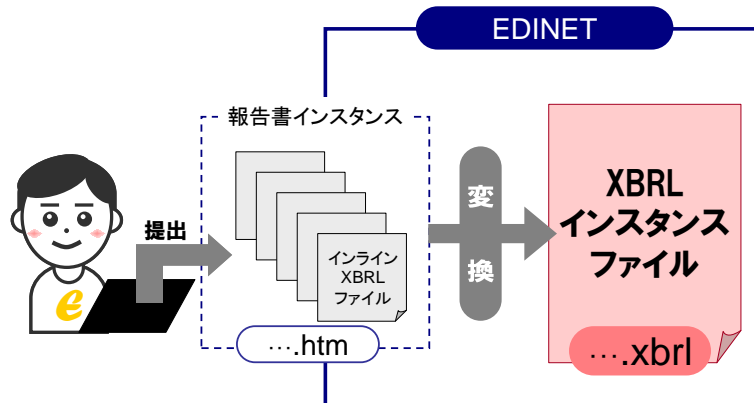 EDINET
報告書インスタンス
提出
e
インライン
XBRL
ファイル
….htm
変
換
XBRL
インスタンス
ファイル
….xbrl